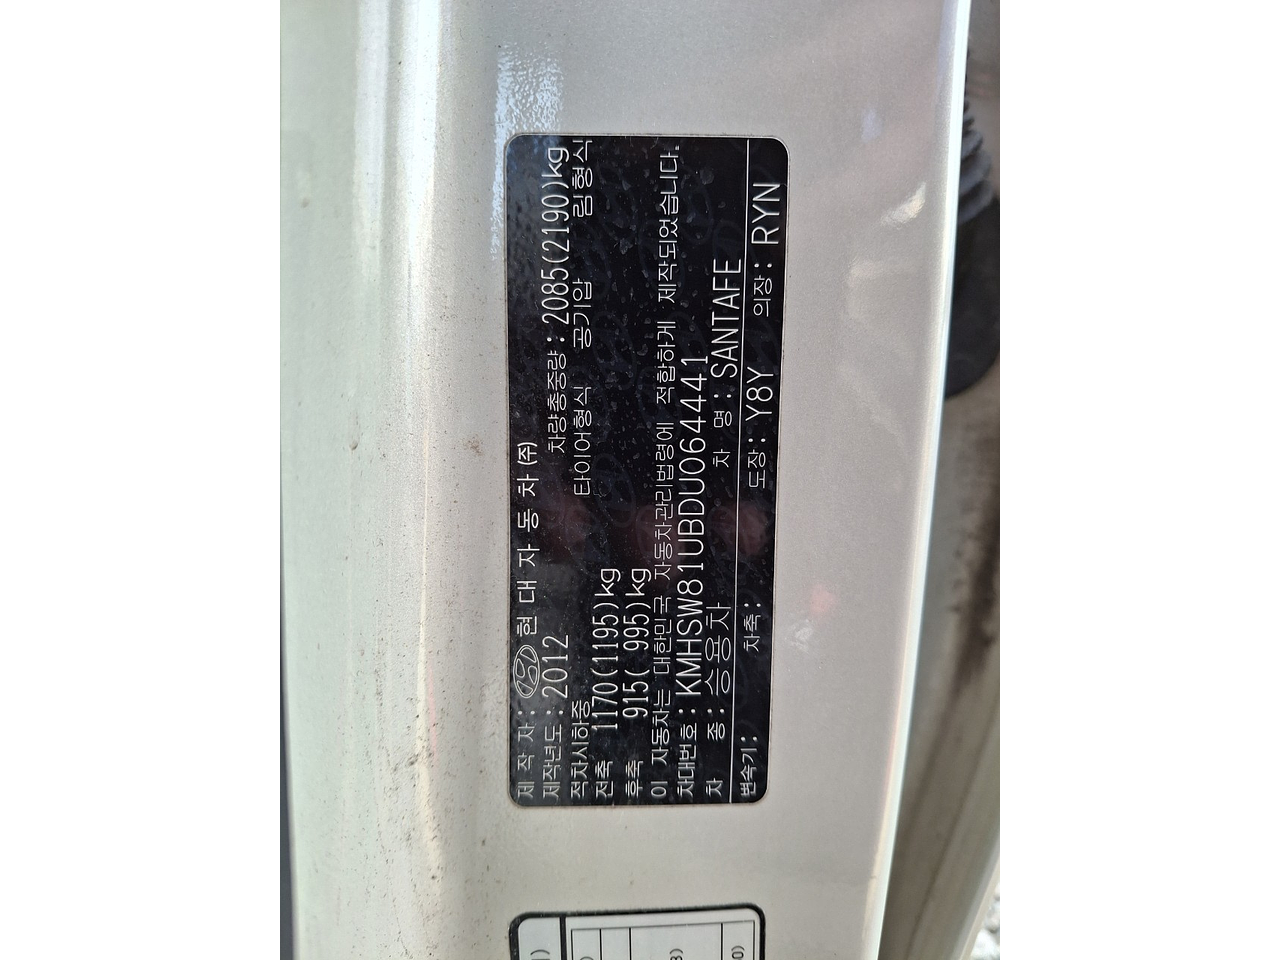 제 작 자 : 현 대 자 동 차 (주)
제작년도 : 2012 차량총중량 : 2085(2190)kg
적차시하중 타이어형식 공기압 림형식
전축 1170(1195)kg
후축 915( 995)kg
이 자동차는 대한민국 자동차관리법령에 적합하게 제작되었습니다.
차대번호 : KMHSW81UBDU064441
차 종 : 승용차 차 명 : SANTAFE
변속기 : 차축 : 도장 : Y8Y 의장 : RYN